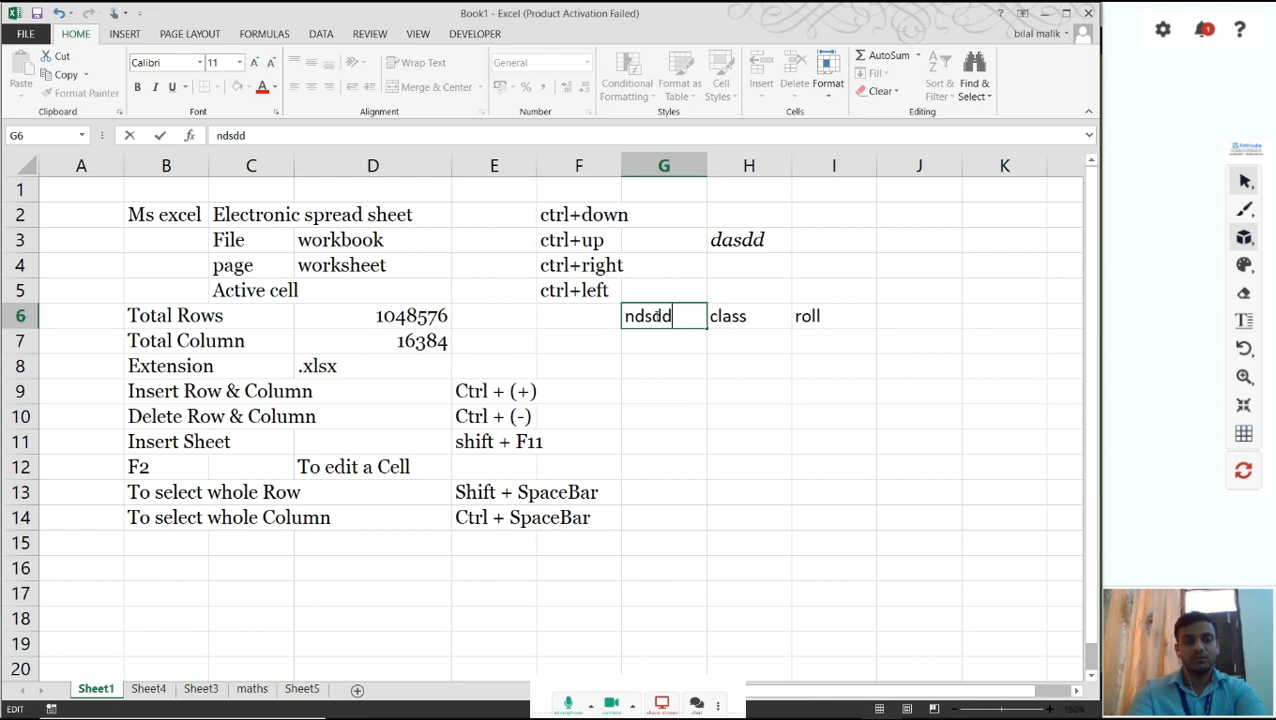 Book1 - Excel (Product Activation Failed)
FILE HOME INSERT PAGE LAYOUT FORMULAS DATA REVIEW VIEW DEVELOPER bilal malik
Cut
Copy
Format Painter
Paste
Clipboard
Calibri 11
B I U
Font
Wrap Text
Merge & Center
Alignment
General
Number
Conditional Formatting
Format as Table
Cell Styles
Styles
Insert Delete Format
Cells
AutoSum
Fill
Clear
Sort & Filter
Find & Select
Editing
G6 ndsdd
A B C D E F G H I J K
1
2 Ms excel Electronic spread sheet ctrl+down
3 File workbook ctrl+up dasdd
4 page worksheet ctrl+right
5 Active cell ctrl+left
6 Total Rows 1048576 ndsdd class roll
7 Total Column 16384
8 Extension .xlsx
9 Insert Row & Column Ctrl + (+)
10 Delete Row & Column Ctrl + (-)
11 Insert Sheet shift + F11
12 F2 To edit a Cell
13 To select whole Row Shift + SpaceBar
14 To select whole Column Ctrl + SpaceBar
15
16
17
18
19
20
Sheet1 Sheet4 Sheet3 maths Sheet5
EDIT 160%
microphone camera share screen chat
1